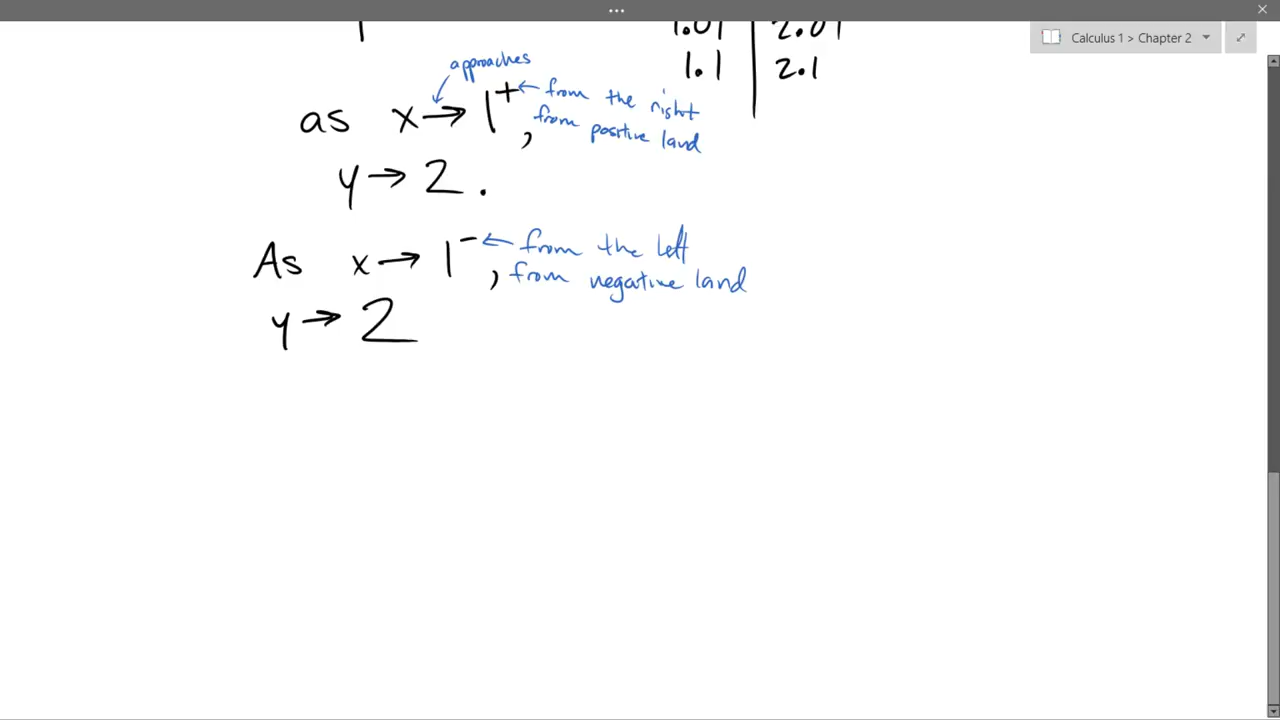 ...
Calculus 1 > Chapter 2
1.01 | 2.01
1.1 | 2.1
approaches
as x → 1⁺, ← from the right
from positive land
y → 2.
As x → 1⁻, ← from the left
from negative land
y → 2